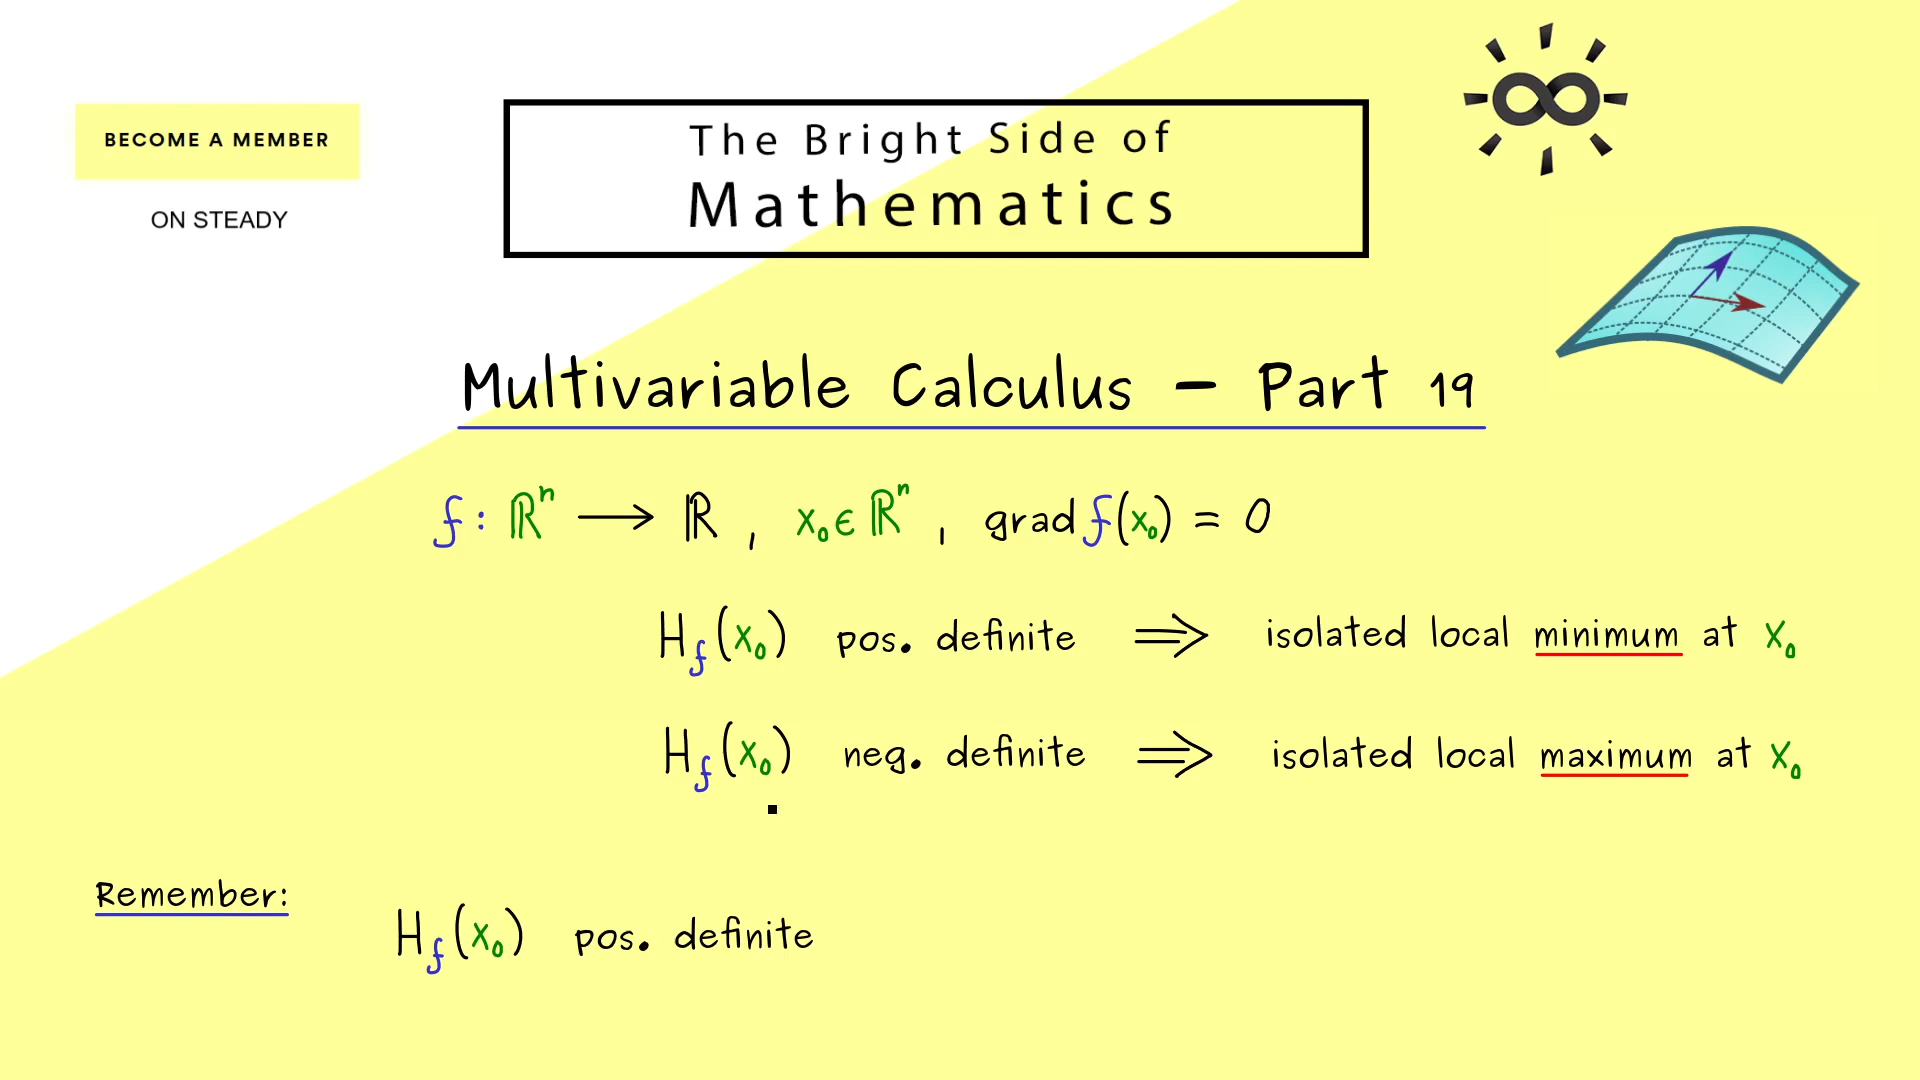 BECOME A MEMBER
ON STEADY
The Bright Side of
Mathematics
Multivariable Calculus – Part 19
f: ℝⁿ ⟶ ℝ , x₀ ∈ ℝⁿ , grad f(x₀) = 0
H_f(x₀) pos. definite ⟹ isolated local minimum at x₀
H_f(x₀) neg. definite ⟹ isolated local maximum at x₀
Remember:
H_f(x₀) pos. definite